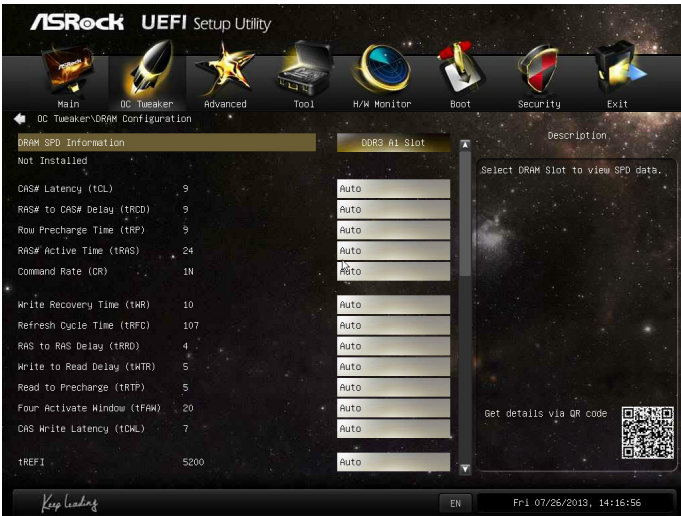 ASRock UEFI Setup Utility
ASRock
Main OC Tweaker Advanced Tool H/W Monitor Boot Security Exit
OC Tweaker\DRAM Configuration
Description
DRAM SPD Information DDR3 A1 Slot
Not Installed
Select DRAM Slot to view SPD data.
CAS# Latency (tCL) 9 Auto
RAS# to CAS# Delay (tRCD) 9 Auto
Row Precharge Time (tRP) 9 Auto
RAS# Active Time (tRAS) 24 Auto
Command Rate (CR) 1N Auto
Write Recovery Time (tWR) 10 Auto
Refresh Cycle Time (tRFC) 107 Auto
RAS to RAS Delay (tRRD) 4 Auto
Write to Read Delay (tWTR) 5 Auto
Read to Precharge (tRTP) 5 Auto
Four Activate Window (tFAW) 20 Auto
CAS Write Latency (tCWL) 7 Auto
Get details via QR code
tREFI 5200 Auto
Keep Leading
EN
Fri 07/26/2013, 14:16:56